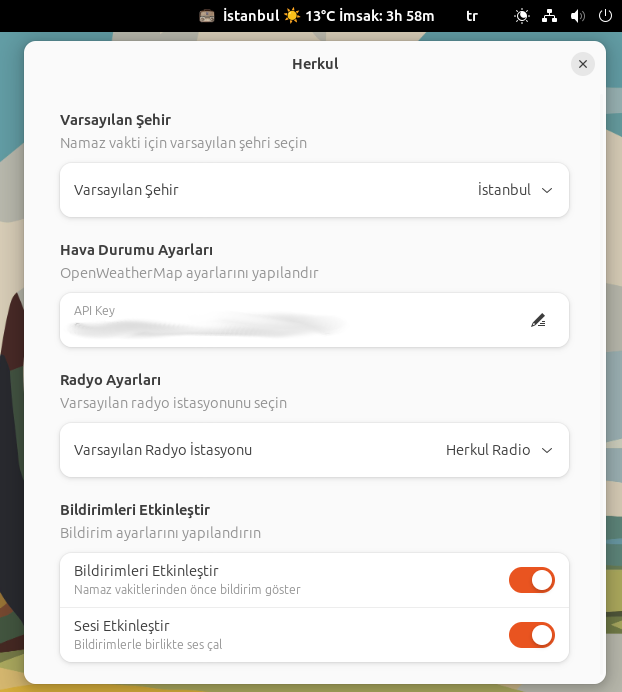 İstanbul ☀️ 13°C İmsak: 3h 58m tr
Herkul
Varsayılan Şehir
Namaz vakti için varsayılan şehri seçin
Varsayılan Şehir İstanbul
Hava Durumu Ayarları
OpenWeatherMap ayarlarını yapılandır
API Key
Radyo Ayarları
Varsayılan radyo istasyonunu seçin
Varsayılan Radyo İstasyonu Herkul Radio
Bildirimleri Etkinleştir
Bildirim ayarlarını yapılandırın
Bildirimleri Etkinleştir
Namaz vakitlerinden önce bildirim göster
Sesi Etkinleştir
Bildirimlerle birlikte ses çal